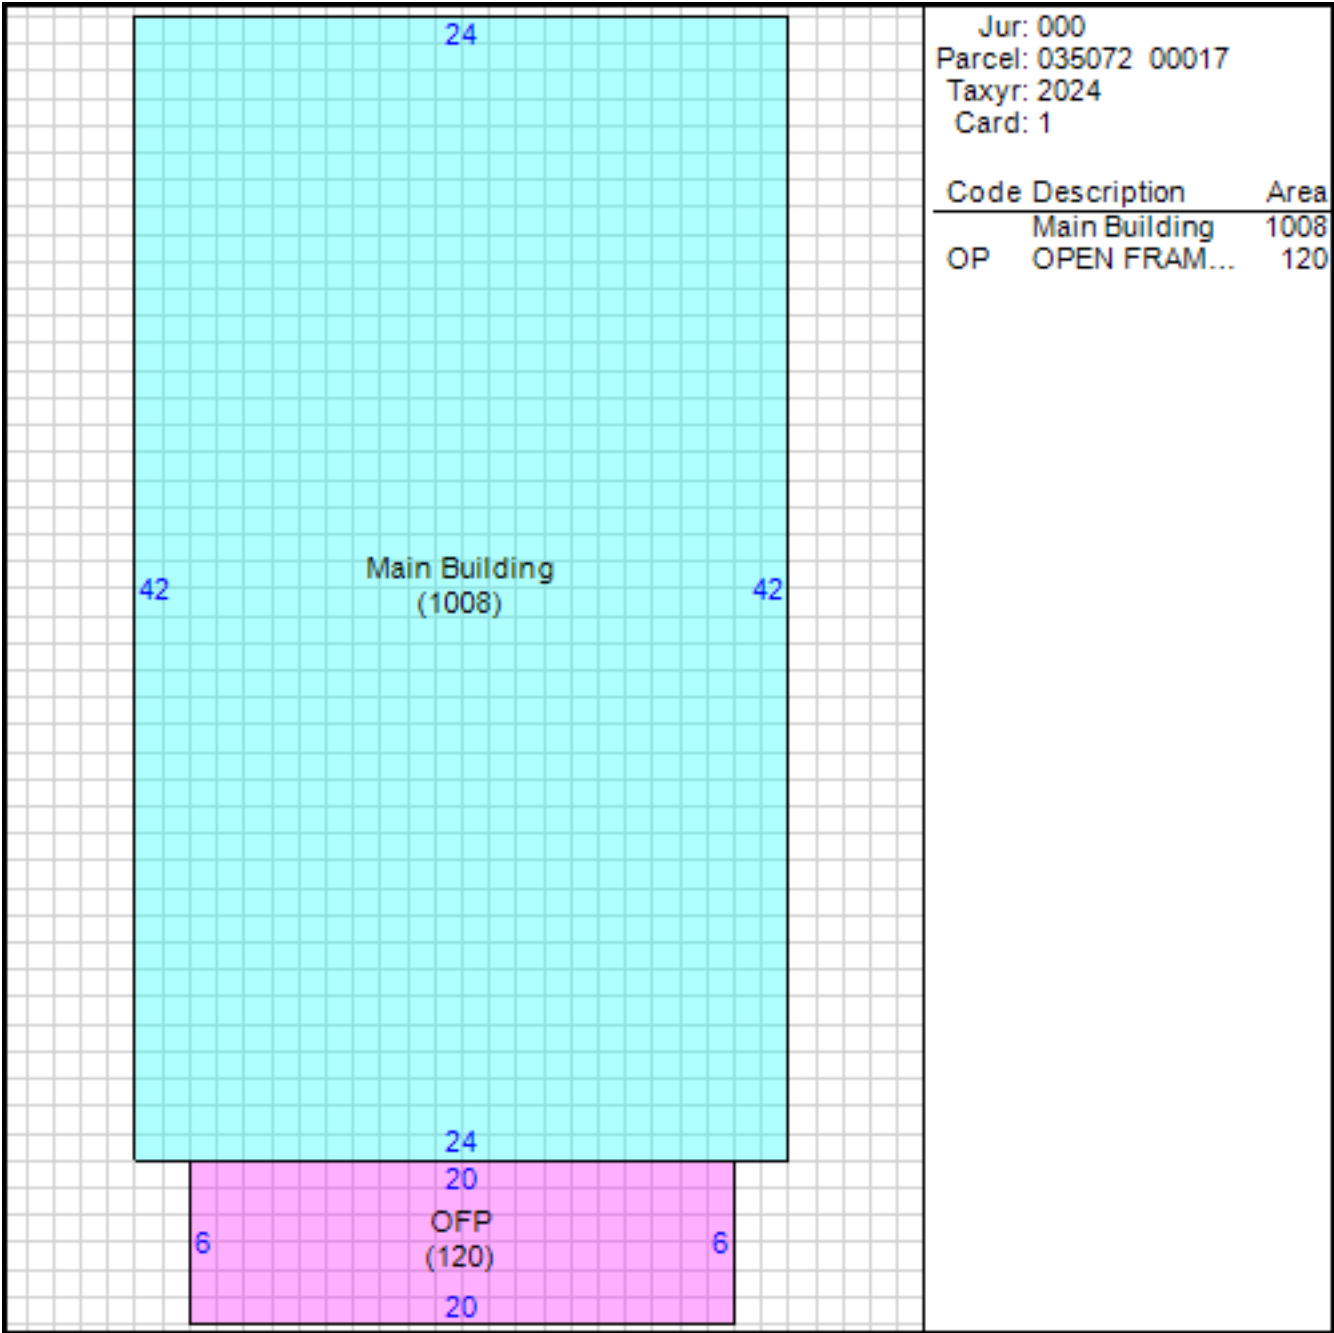 24
42
Main Building
(1008)
42
24
20
OFP
(120)
6
6
20
Jur: 000
Parcel: 035072 00017
Taxyr: 2024
Card: 1
Code Description Area
Main Building 1008
OP OPEN FRAM... 120